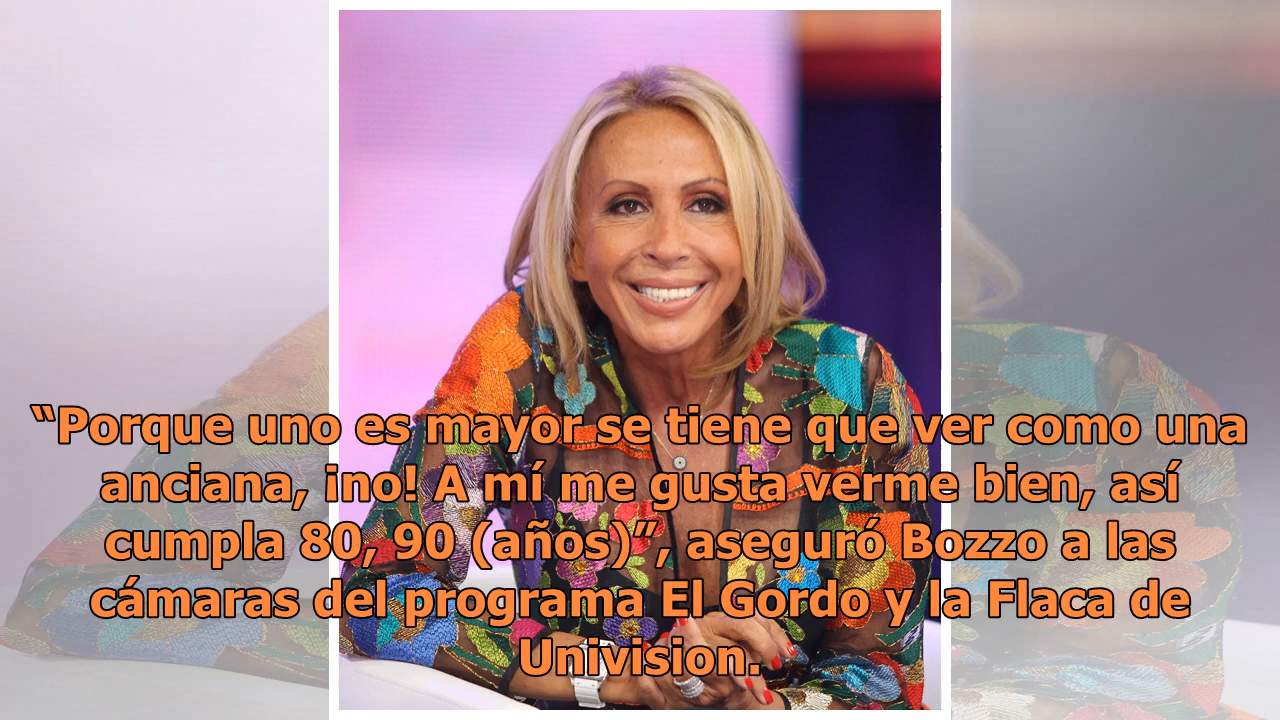 “Porque uno es mayor se tiene que ver como una
anciana, ¡no! A mí me gusta verme bien, así
cumpla 80, 90 (años)”, aseguró Bozzo a las
cámaras del programa El Gordo y la Flaca de
Univision.